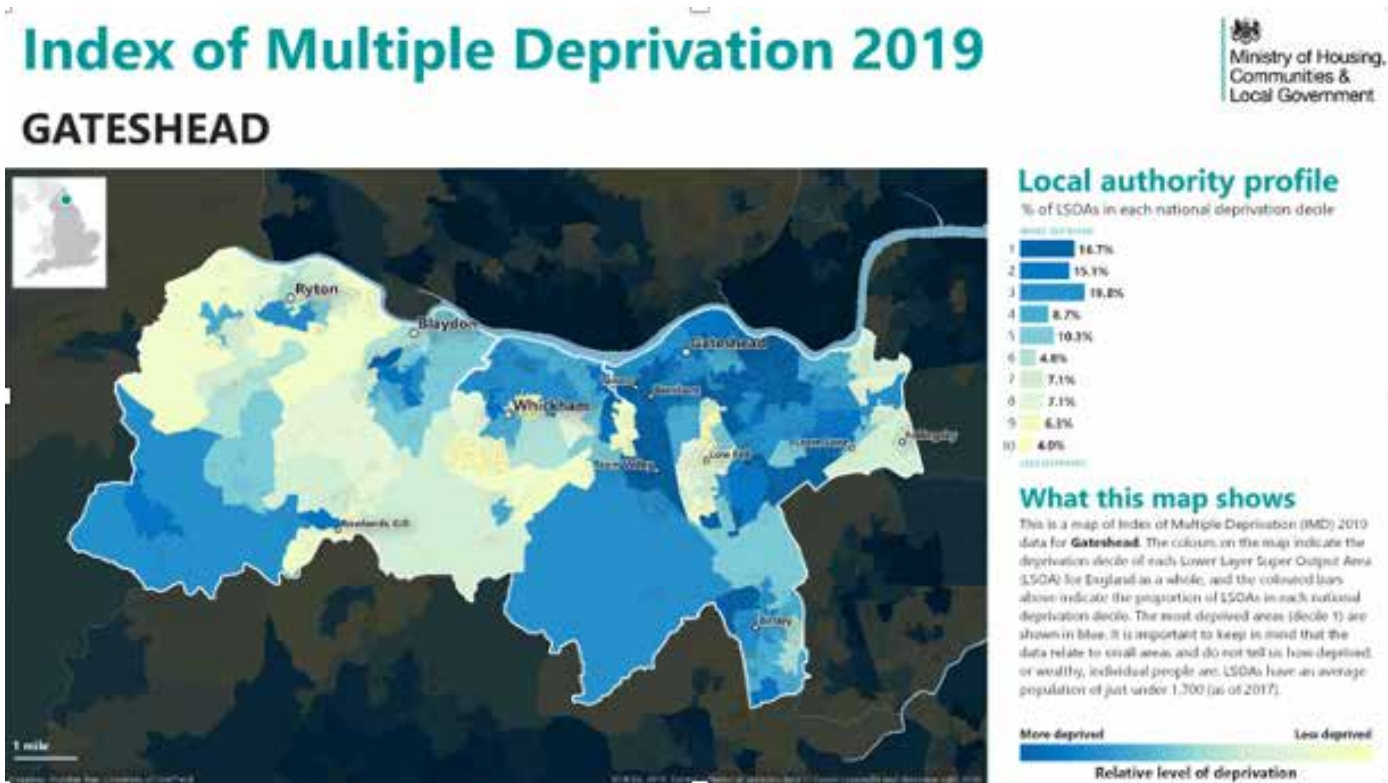 Index of Multiple Deprivation 2019
GATESHEAD
Ministry of Housing,
Communities &
Local Government
Local authority profile
% of LSOAs in each national deprivation decile
1 16.7%
2 15.1%
3 19.8%
4 8.7%
5 10.3%
6 4.8%
7 7.1%
8 7.1%
9 6.3%
10 4.0%
Ryton
Blaydon
Gateshead
Whickham
Low Fell
Rowlands Gill
Birtley
1 mile
What this map shows
This is a map of Index of Multiple Deprivation (IMD) 2019
data for Gateshead. The colours on the map indicate the
deprivation decile of each Lower Layer Super Output Area
(LSOA) for England as a whole, and the coloured bars
above indicate the proportion of LSOAs in each national
deprivation decile. The most deprived areas (decile 1) are
shown in blue. It is important to keep in mind that the
data relate to small areas and do not tell us how deprived,
or wealthy, individual people are. LSOAs have an average
population of just under 1,700 (as of 2017).
More deprived Less deprived
Relative level of deprivation